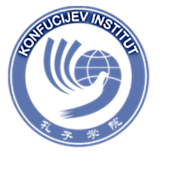 KONFUCIJEV INSTITUT
孔子学院